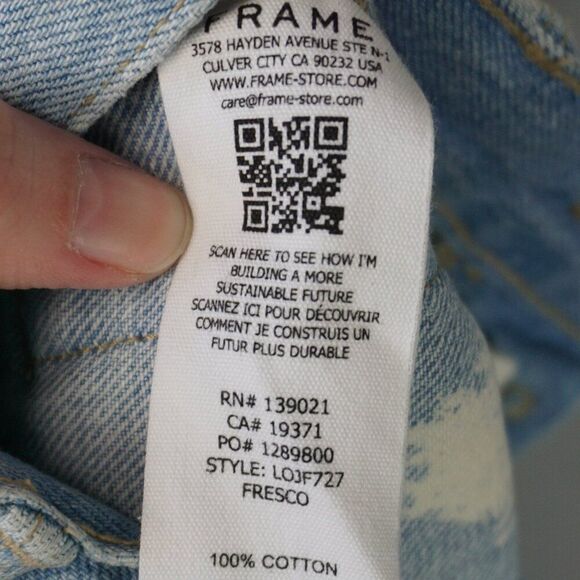 FRAME
3578 HAYDEN AVENUE STE N-1
CULVER CITY CA 90232 USA
WWW.FRAME-STORE.COM
care@frame-store.com
SCAN HERE TO SEE HOW I'M
BUILDING A MORE
SUSTAINABLE FUTURE
SCANNEZ ICI POUR DÉCOUVRIR
COMMENT JE CONSTRUIS UN
FUTUR PLUS DURABLE
RN# 139021
CA# 19371
PO# 1289800
STYLE: LOJF727
FRESCO
100% COTTON